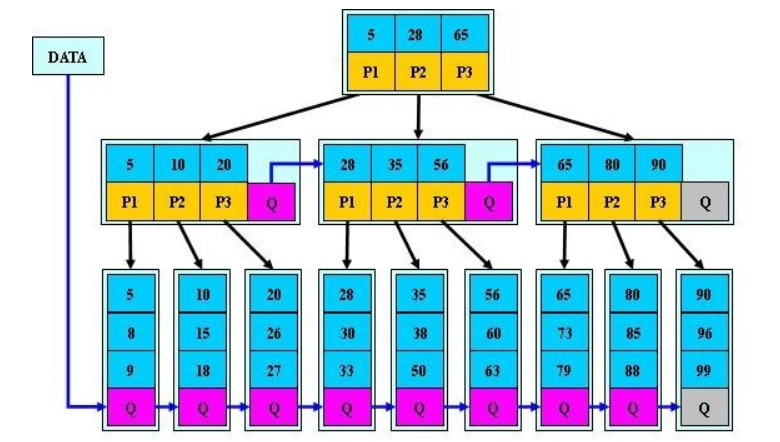 5 28 65
DATA
P1 P2 P3
5 10 20 28 35 56 65 80 90
P1 P2 P3 Q P1 P2 P3 Q P1 P2 P3 Q
5 10 20 28 35 56 65 80 90
8 15 26 30 38 60 73 85 96
9 18 27 33 50 63 79 88 99
Q Q Q Q Q Q Q Q Q